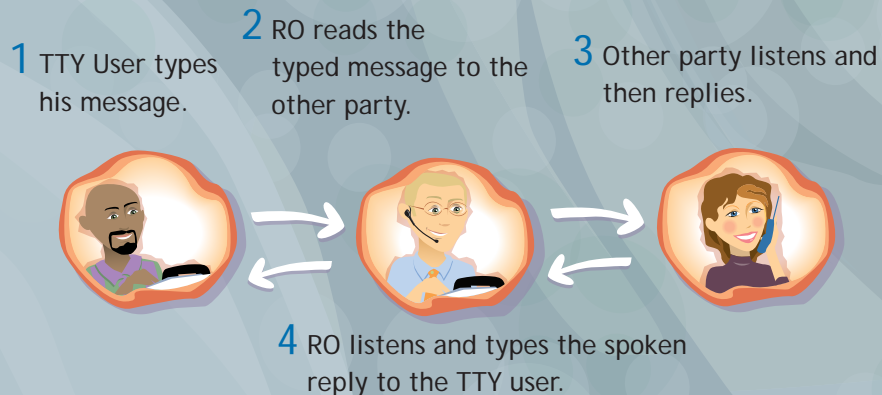 1 TTY User types
his message.
2 RO reads the
typed message to the
other party.
3 Other party listens and
then replies.
4 RO listens and types the spoken
reply to the TTY user.